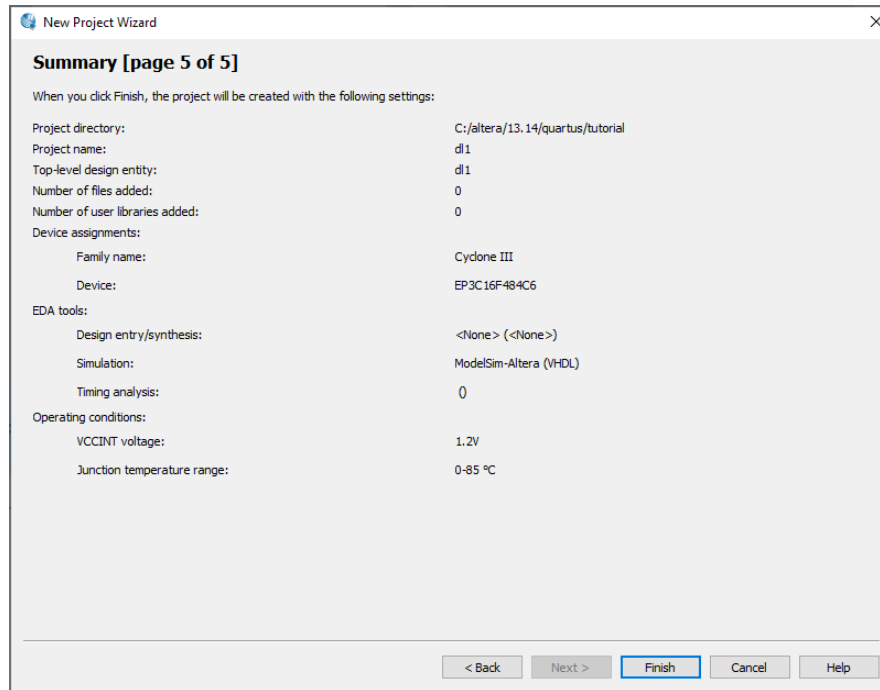 New Project Wizard
Summary [page 5 of 5]
When you click Finish, the project will be created with the following settings:
Project directory: C:/altera/13.14/quartus/tutorial
Project name: dl1
Top-level design entity: dl1
Number of files added: 0
Number of user libraries added: 0
Device assignments:
Family name: Cyclone III
Device: EP3C16F484C6
EDA tools:
Design entry/synthesis: <None> (<None>)
Simulation: ModelSim-Altera (VHDL)
Timing analysis: ()
Operating conditions:
VCCINT voltage: 1.2V
Junction temperature range: 0-85 °C
< Back Next > Finish Cancel Help